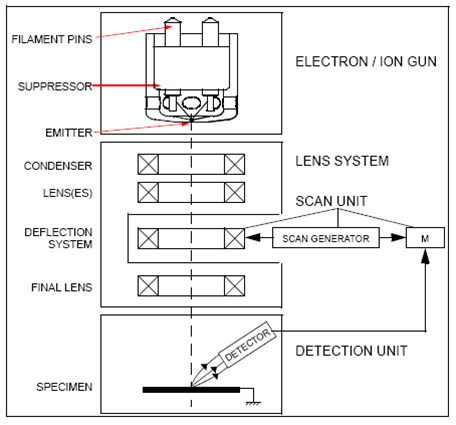 FILAMENT PINS
ELECTRON / ION GUN
SUPPRESSOR
EMITTER
CONDENSER
LENS SYSTEM
LENS(ES)
SCAN UNIT
DEFLECTION
SYSTEM
SCAN GENERATOR
M
FINAL LENS
DETECTOR
DETECTION UNIT
SPECIMEN